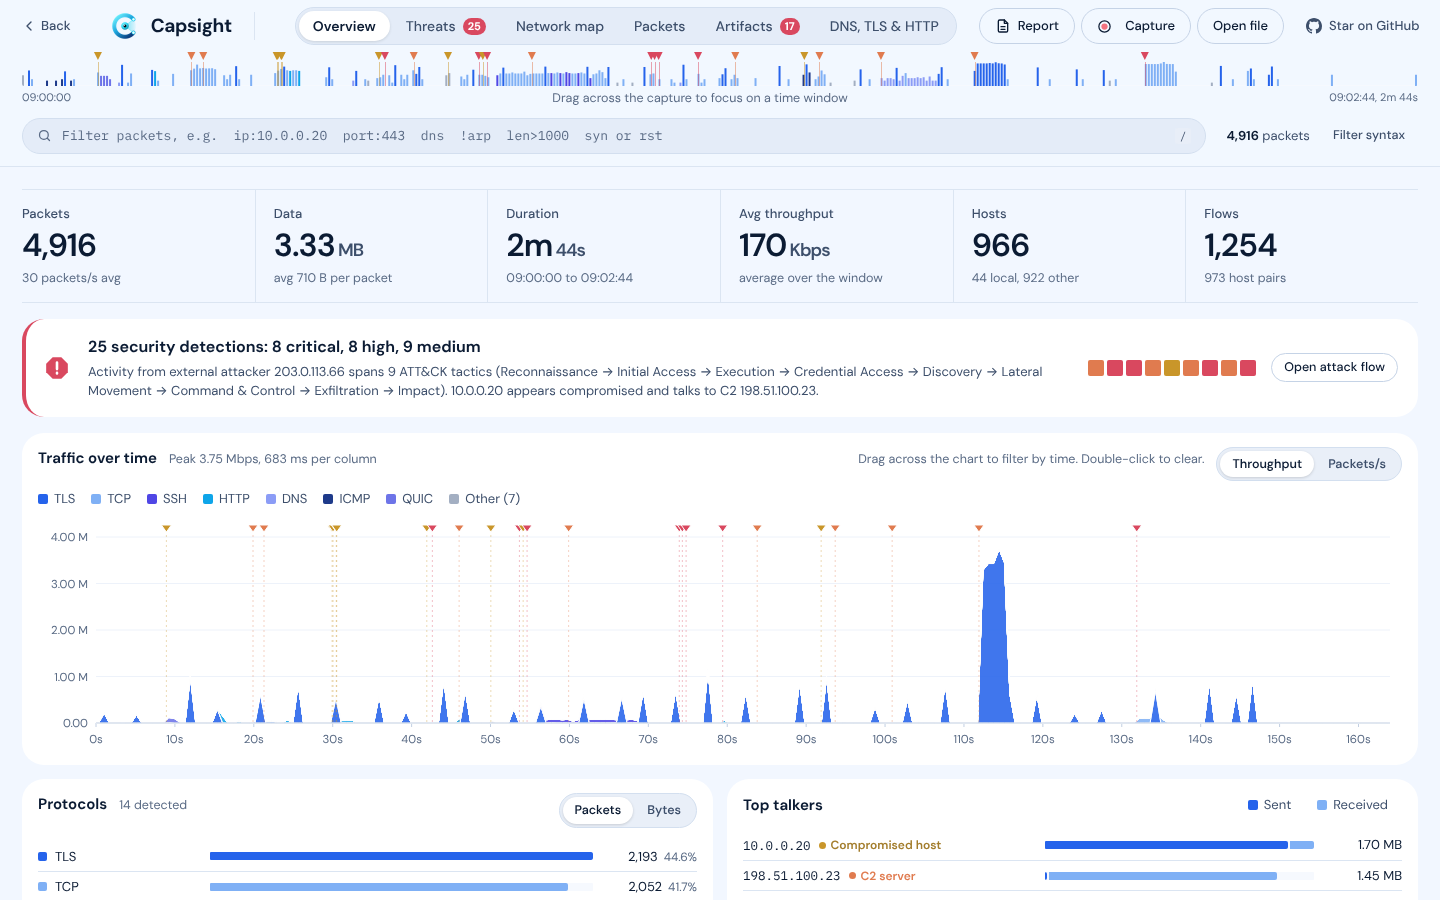 Back
Capsight
Overview
Threats 25
Network map
Packets
Artifacts 17
DNS, TLS & HTTP
Report
Capture
Open file
Star on GitHub
09:00:00
Drag across the capture to focus on a time window
09:02:44, 2m 44s
Filter packets, e.g. ip:10.0.0.20 port:443 dns !arp len>1000 syn or rst
/
4,916 packets
Filter syntax
Packets
4,916
30 packets/s avg
Data
3.33 MB
avg 710 B per packet
Duration
2m 44s
09:00:00 to 09:02:44
Avg throughput
170 Kbps
average over the window
Hosts
966
44 local, 922 other
Flows
1,254
973 host pairs
25 security detections: 8 critical, 8 high, 9 medium
Activity from external attacker 203.0.113.66 spans 9 ATT&CK tactics (Reconnaissance → Initial Access → Execution → Credential Access → Discovery → Lateral
Movement → Command & Control → Exfiltration → Impact). 10.0.0.20 appears compromised and talks to C2 198.51.100.23.
Open attack flow
Traffic over time
Peak 3.75 Mbps, 683 ms per column
Drag across the chart to filter by time. Double-click to clear.
Throughput
Packets/s
TLS
TCP
SSH
HTTP
DNS
ICMP
QUIC
Other (7)
4.00 M
3.00 M
2.00 M
1.00 M
0.00
0s
10s
20s
30s
40s
50s
60s
70s
80s
90s
100s
110s
120s
130s
140s
150s
160s
Protocols
14 detected
Packets
Bytes
TLS
2,193 44.6%
TCP
2,052 41.7%
Top talkers
Sent
Received
10.0.0.20
Compromised host
1.70 MB
198.51.100.23
C2 server
1.45 MB